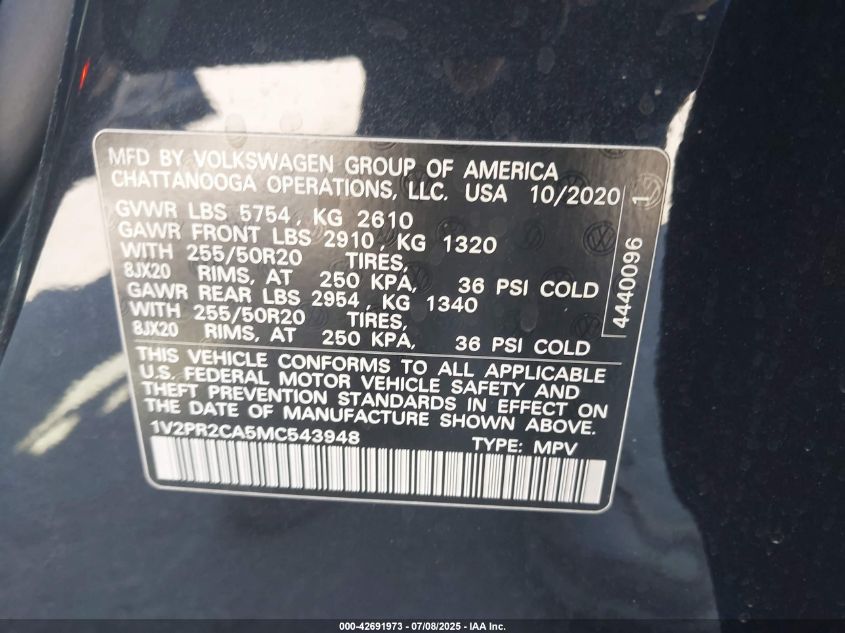 MFD BY VOLKSWAGEN GROUP OF AMERICA
CHATTANOOGA OPERATIONS, LLC. USA 10/2020
GVWR LBS 5754, KG 2610
GAWR FRONT LBS 2910, KG 1320
WITH 255/50R20 TIRES,
8JX20 RIMS, AT 250 KPA, 36 PSI COLD
GAWR REAR LBS 2954, KG 1340
WITH 255/50R20 TIRES,
8JX20 RIMS, AT 250 KPA, 36 PSI COLD
4440096 1
THIS VEHICLE CONFORMS TO ALL APPLICABLE
U.S. FEDERAL MOTOR VEHICLE SAFETY AND
THEFT PREVENTION STANDARDS IN EFFECT ON
THE DATE OF MANUFACTURE SHOWN ABOVE.
1V2PR2CA5MC543948 TYPE: MPV
000-42691973 - 07/08/2025 - IAA Inc.